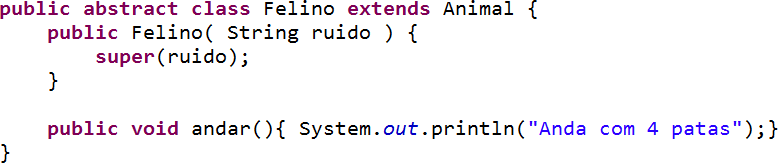 public abstract class Felino extends Animal {
    public Felino( String ruido ) {
        super(ruido);
    }

    public void andar(){ System.out.println("Anda com 4 patas");}
}